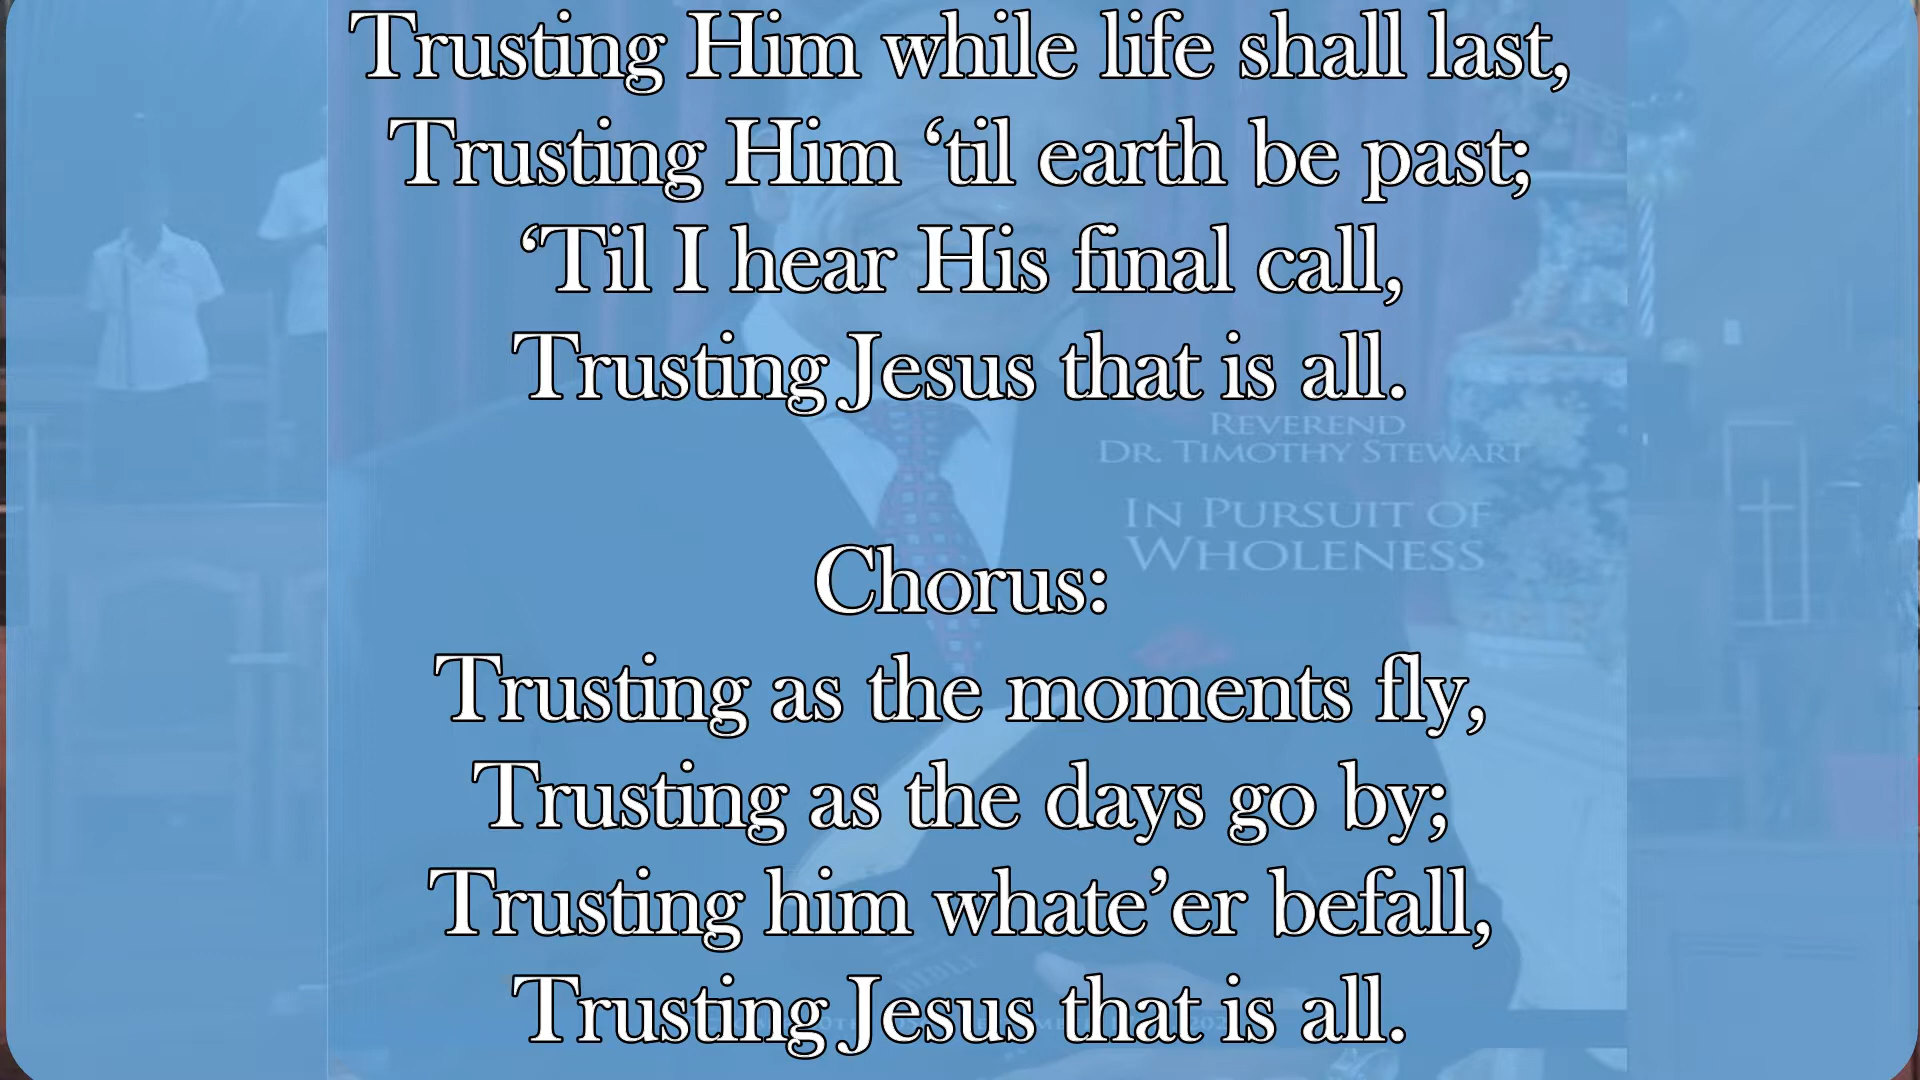 Trusting Him while life shall last,
Trusting Him ‘til earth be past;
‘Til I hear His final call,
Trusting Jesus that is all.
REVEREND
DR. TIMOTHY STEWART
IN PURSUIT OF
WHOLENESS
Chorus:
Trusting as the moments fly,
Trusting as the days go by;
Trusting him whate’er befall,
Trusting Jesus that is all.